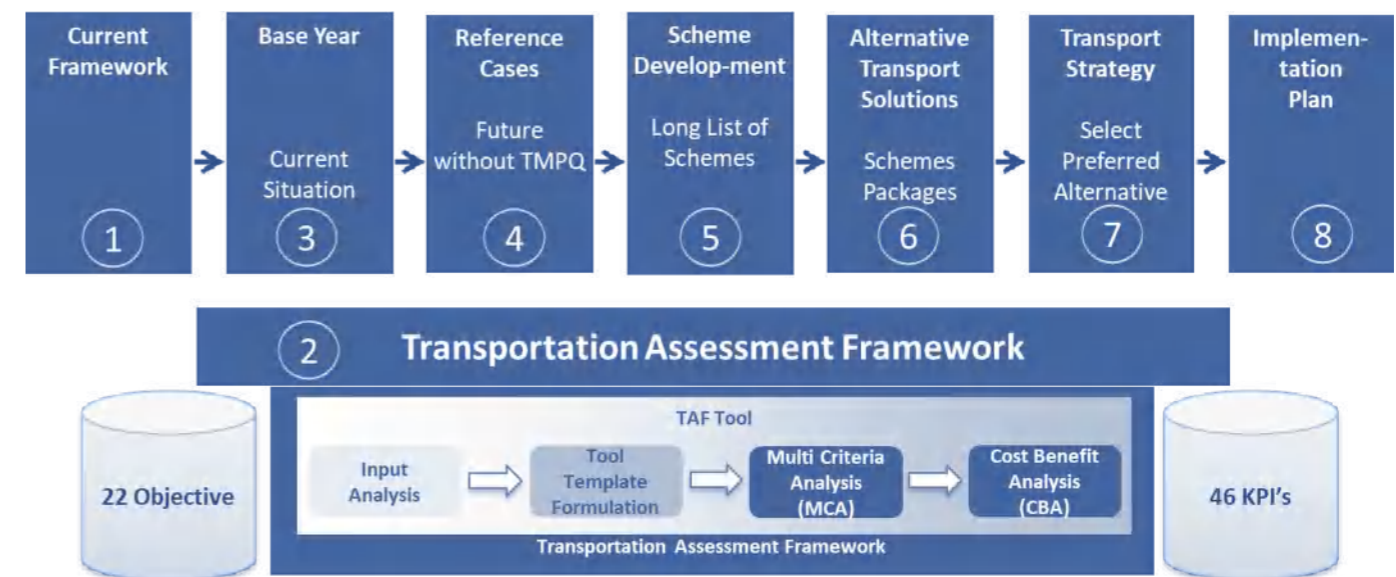 Current
Framework
1
Base Year
Current
Situation
3
Reference
Cases
Future
without TMPQ
4
Scheme
Develop-ment
Long List of
Schemes
5
Alternative
Transport
Solutions
Schemes
Packages
6
Transport
Strategy
Select
Preferred
Alternative
7
Implemen-
tation
Plan
8
2 Transportation Assessment Framework
22 Objective
TAF Tool
Input
Analysis
Tool
Template
Formulation
Multi Criteria
Analysis
(MCA)
Cost Benefit
Analysis
(CBA)
Transportation Assessment Framework
46 KPI's